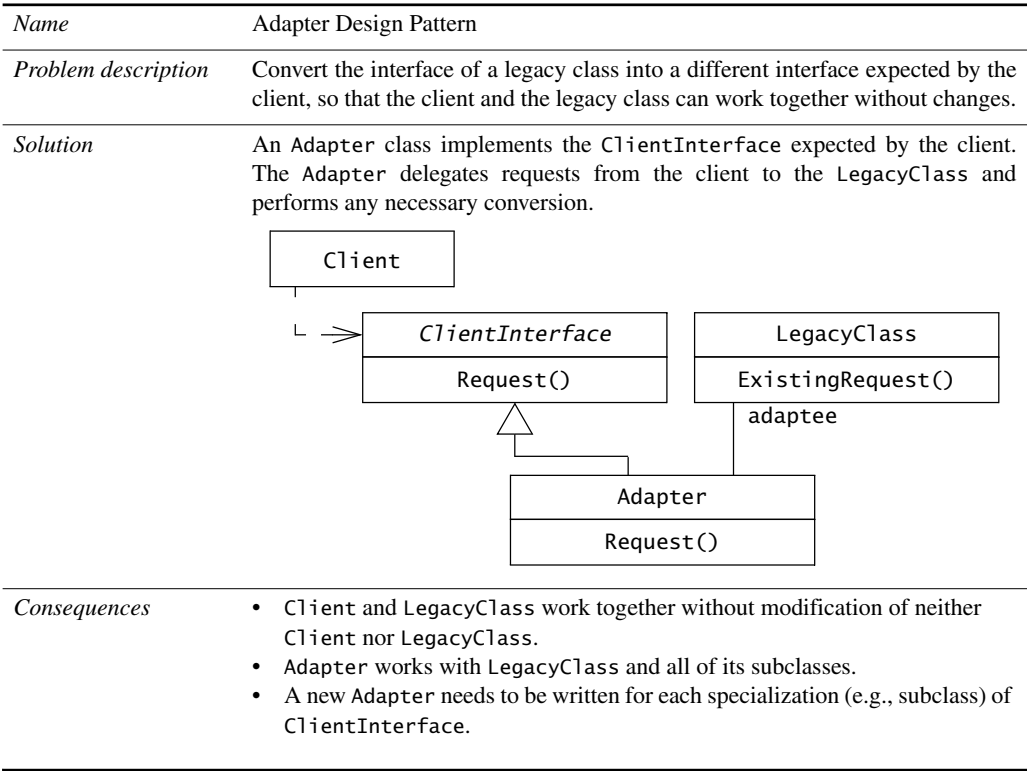 Name Adapter Design Pattern
Problem description Convert the interface of a legacy class into a different interface expected by the
client, so that the client and the legacy class can work together without changes.
Solution An Adapter class implements the ClientInterface expected by the client.
The Adapter delegates requests from the client to the LegacyClass and
performs any necessary conversion.
Client
ClientInterface LegacyClass
Request() ExistingRequest()
adaptee
Adapter
Request()
Consequences • Client and LegacyClass work together without modification of neither
Client nor LegacyClass.
• Adapter works with LegacyClass and all of its subclasses.
• A new Adapter needs to be written for each specialization (e.g., subclass) of
ClientInterface.